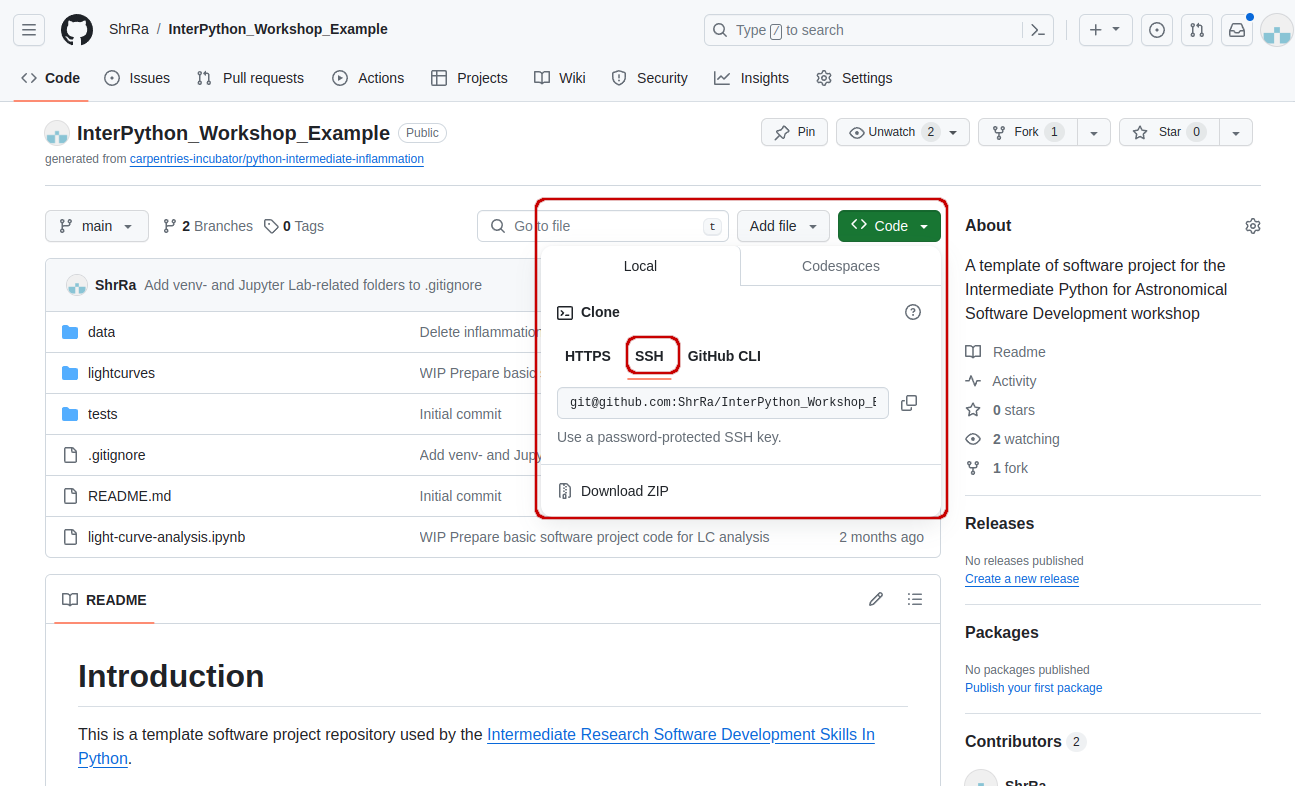 ShrRa / InterPython_Workshop_Example
Type / to search
Code Issues Pull requests Actions Projects Wiki Security Insights Settings
InterPython_Workshop_Example Public
Pin Unwatch 2 Fork 1 Star 0
generated from carpentries-incubator/python-intermediate-inflammation
main 2 Branches 0 Tags Go to file t Add file Code
Local Codespaces
Clone
HTTPS SSH GitHub CLI
git@github.com:ShrRa/InterPython_Workshop_E
Use a password-protected SSH key.
Download ZIP
ShrRa Add venv- and Jupyter Lab-related folders to .gitignore
data Delete inflammation
lightcurves WIP Prepare basic
tests Initial commit
.gitignore Add venv- and Jupy
README.md Initial commit
light-curve-analysis.ipynb WIP Prepare basic software project code for LC analysis 2 months ago
README
Introduction
This is a template software project repository used by the Intermediate Research Software Development Skills In
Python.
About
A template of software project for the
Intermediate Python for Astronomical
Software Development workshop
Readme
Activity
0 stars
2 watching
1 fork
Releases
No releases published
Create a new release
Packages
No packages published
Publish your first package
Contributors 2
ShrRa